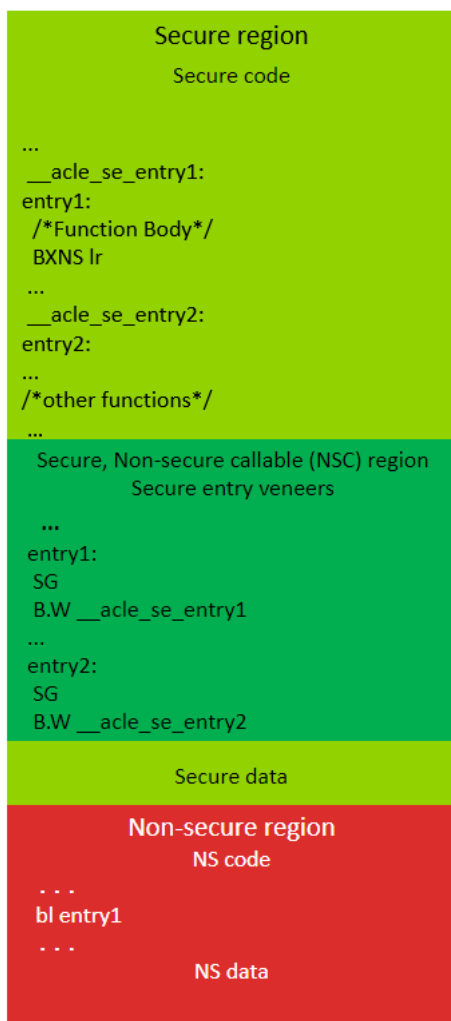 Secure region
Secure code
...
__acle_se_entry1:
entry1:
/*Function Body*/
BXNS lr
...
__acle_se_entry2:
entry2:
...
/*other functions*/
...
Secure, Non-secure callable (NSC) region
Secure entry veneers
...
entry1:
SG
B.W __acle_se_entry1
...
entry2:
SG
B.W __acle_se_entry2
Secure data
Non-secure region
NS code
. . .
bl entry1
. . .
NS data